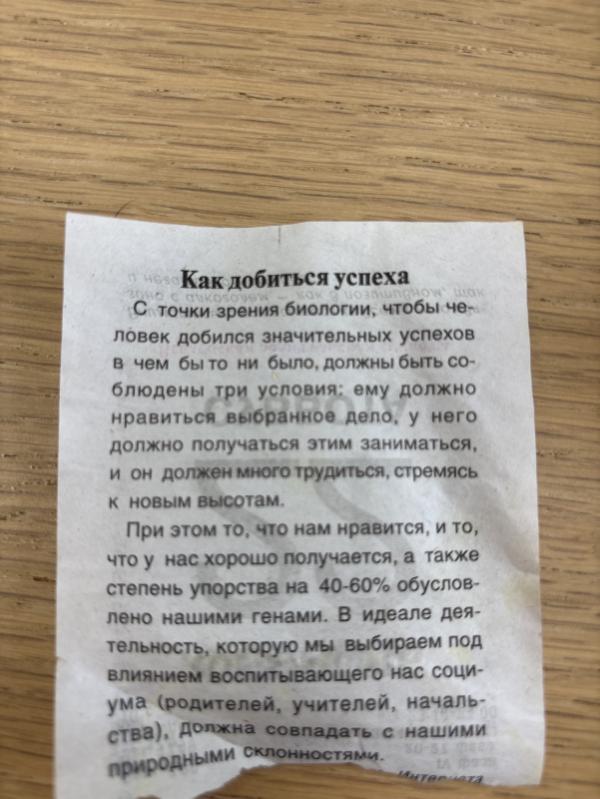 Как добиться успеха
С точки зрения биологии, чтобы че-
ловек добился значительных успехов
в чем бы то ни было, должны быть со-
блюдены три условия: ему должно
нравиться выбранное дело, у него
должно получаться этим заниматься,
и он должен много трудиться, стремясь
к новым высотам.
При этом то, что нам нравится, и то,
что у нас хорошо получается, а также
степень упорства на 40-60% обуслов-
лено нашими генами. В идеале дея-
тельность, которую мы выбираем под
влиянием воспитывающего нас соци-
ума (родителей, учителей, началь-
ства), должна совпадать с нашими
природными склонностями.
Интернета